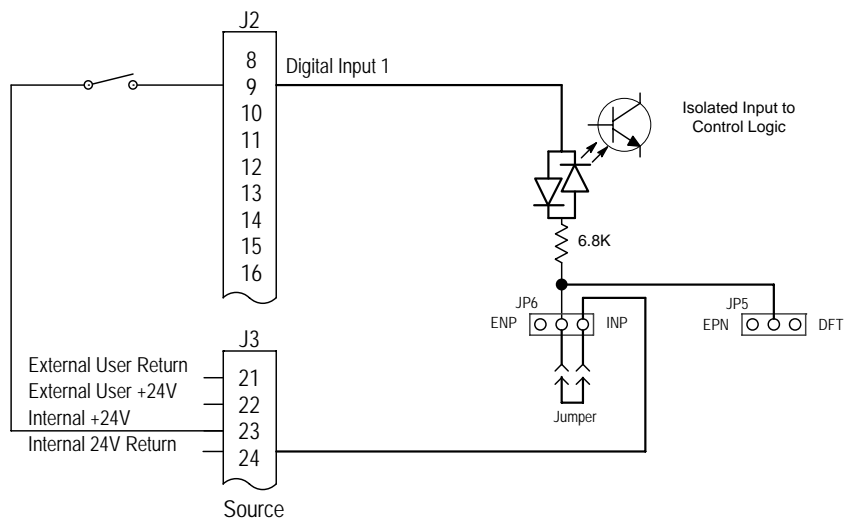 J2
8
Digital Input 1
9
10
11
12
13
14
15
16
Isolated Input to
Control Logic
6.8K
JP6
ENP
INP
JP5
EPN
DFT
Jumper
J3
External User Return
21
External User +24V
22
Internal +24V
23
Internal 24V Return
24
Source